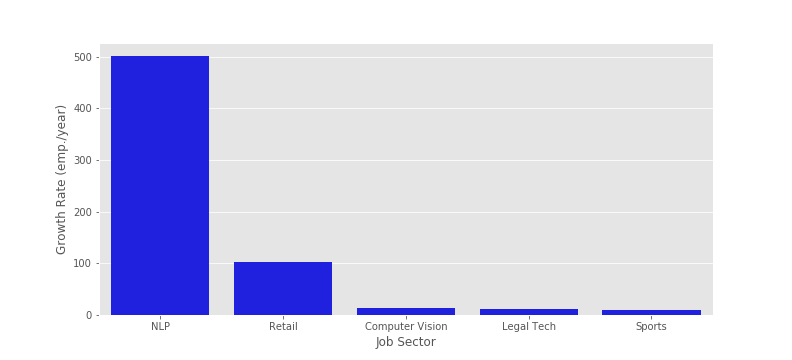 500
400
300
200
100
0
Growth Rate (emp./year)
NLP
Retail
Computer Vision
Legal Tech
Sports
Job Sector